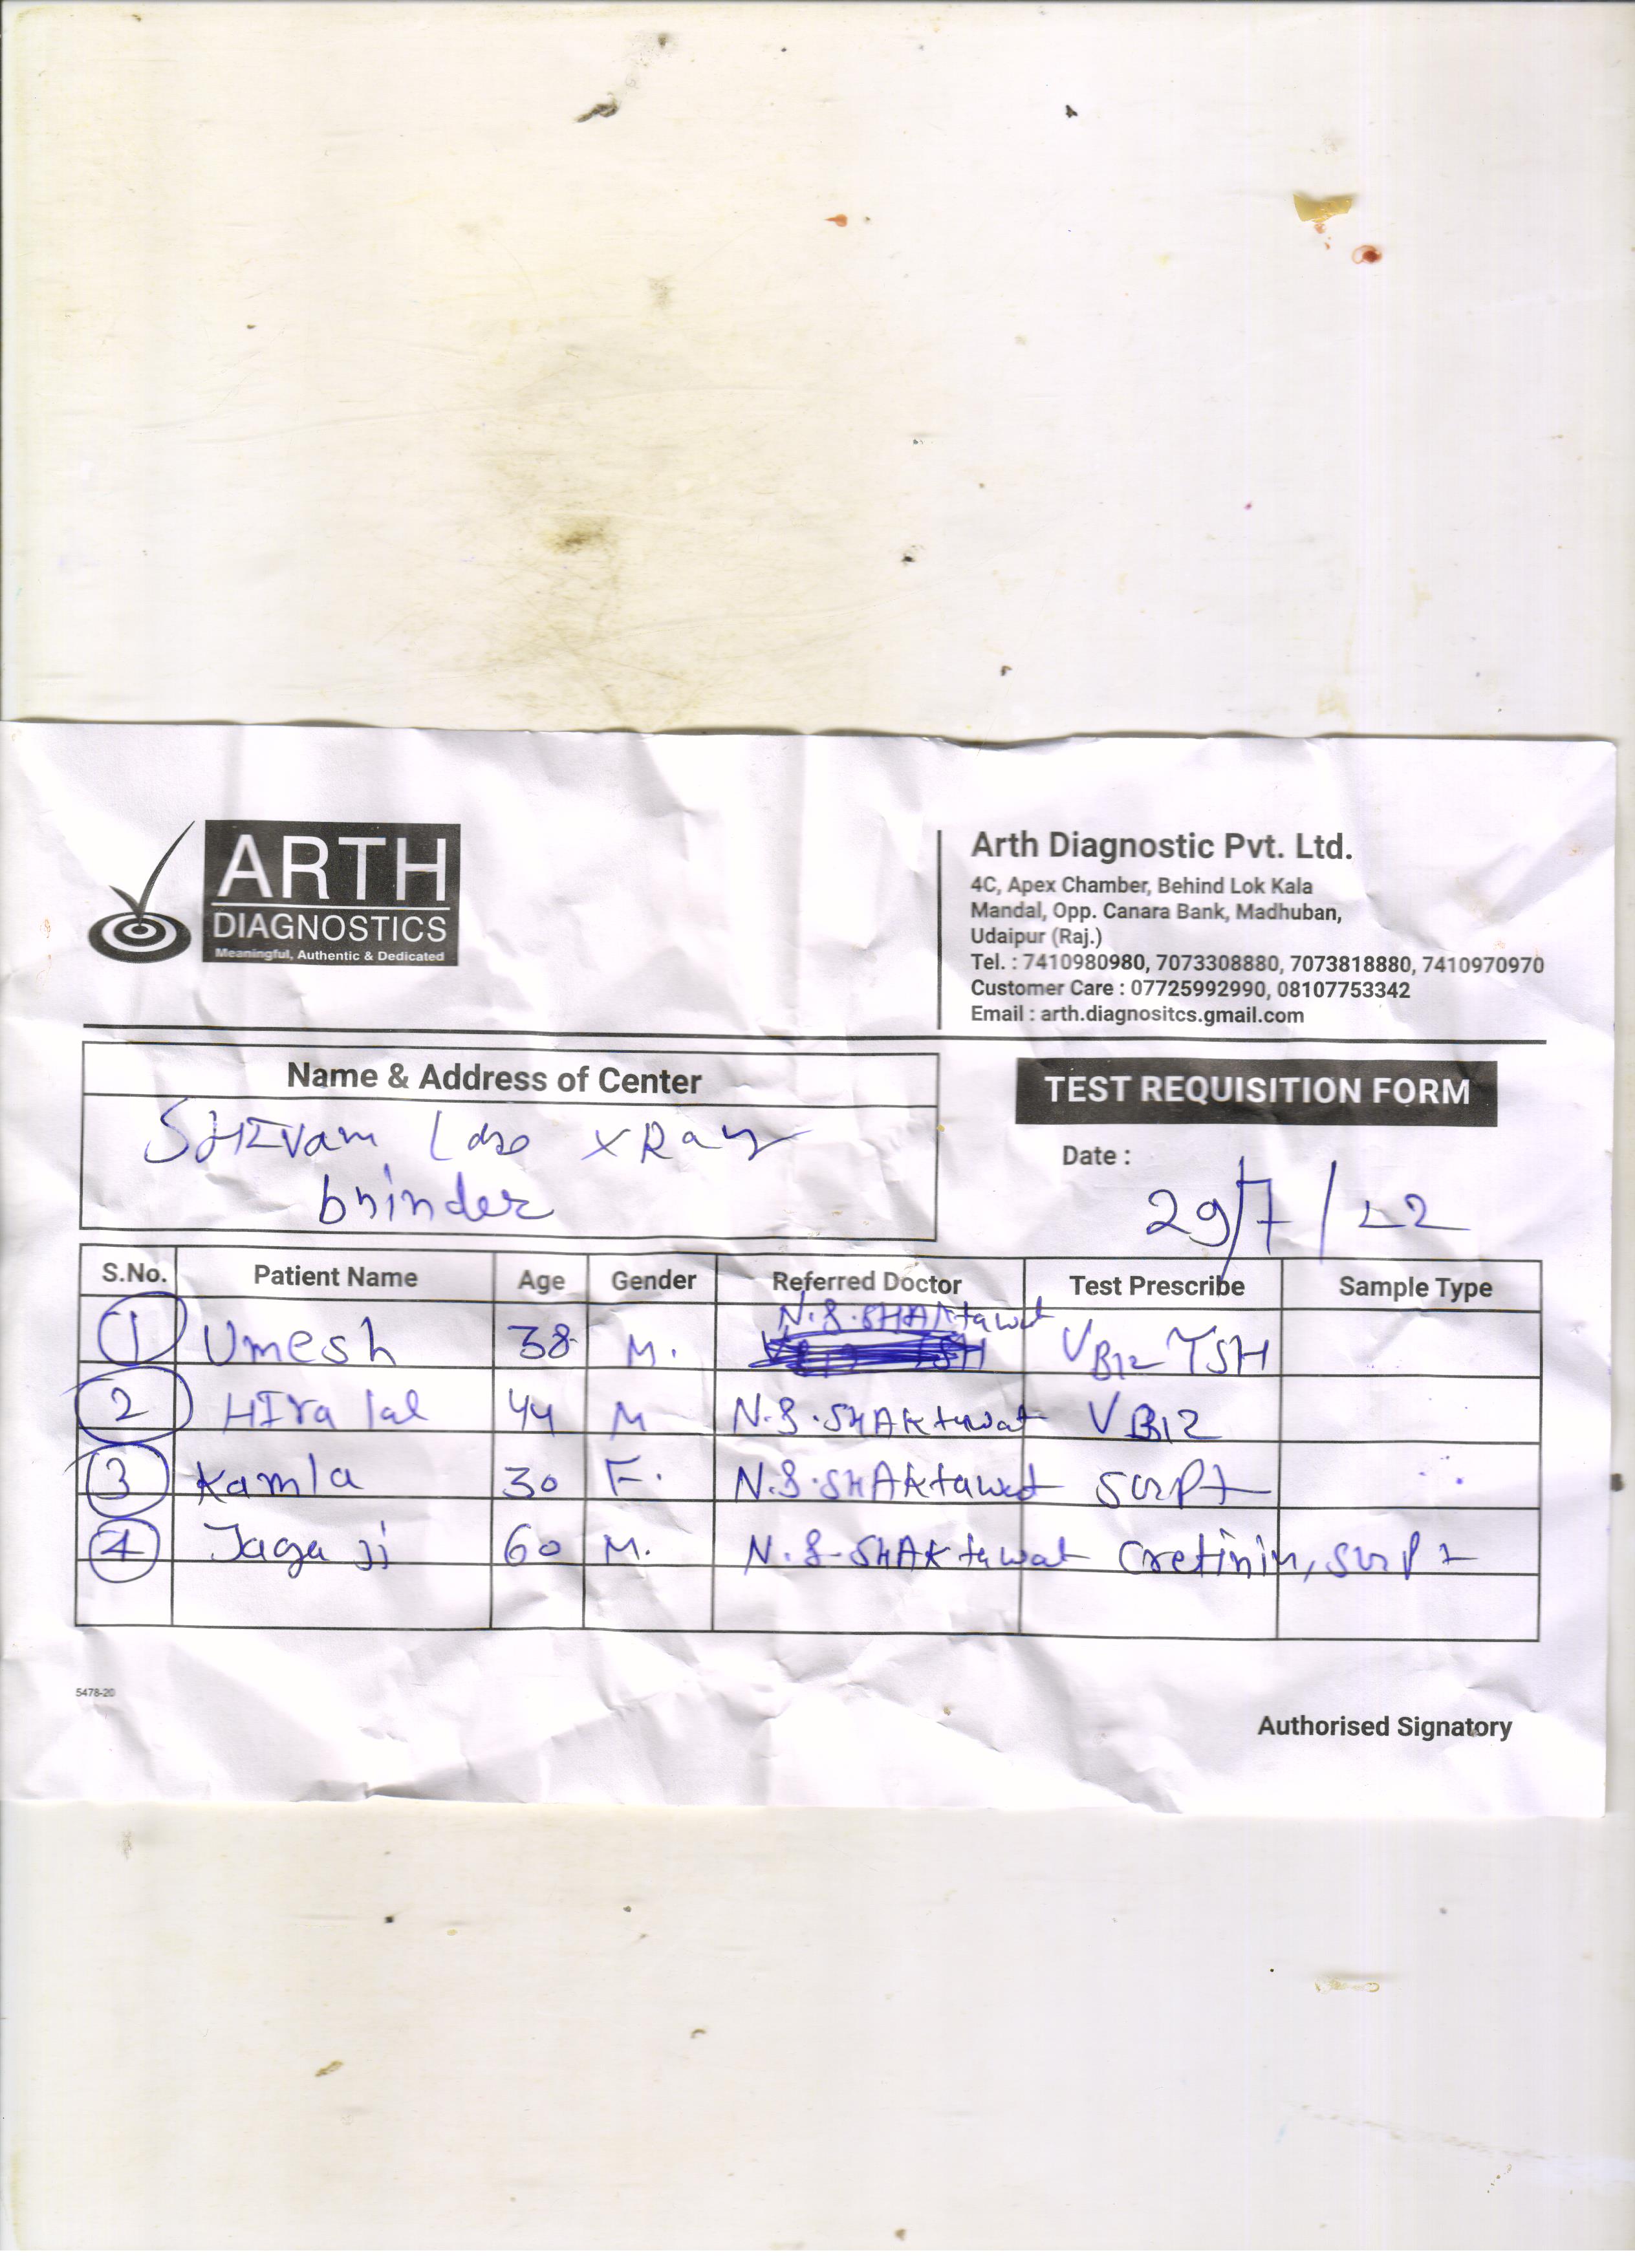 ARTH
DIAGNOSTICS
Meaningful, Authentic & Dedicated
Arth Diagnostic Pvt. Ltd.
4C, Apex Chamber, Behind Lok Kala
Mandal, Opp. Canara Bank, Madhuban,
Udaipur (Raj.)
Tel. : 7410980980, 7073308880, 7073818880, 7410970970
Customer Care : 07725992990, 08107753342
Email : arth.diagnositcs.gmail.com
Name & Address of Center
SHIvam Lab X Ray
bhinder
TEST REQUISITION FORM
Date : 29/7/22
S.No. Patient Name Age Gender Referred Doctor Test Prescribe Sample Type
1 Umesh 38 M. N.S.SHAktawat VB12 TSH
2 HIra lal 44 M N.S.SHAktawat VB12
3 Kamla 30 F. N.S.SHAktawat SGPT
4 Jaga Ji 60 M. N.S.SHAktawat Cretinin, SGPT
5478-20
Authorised Signatory